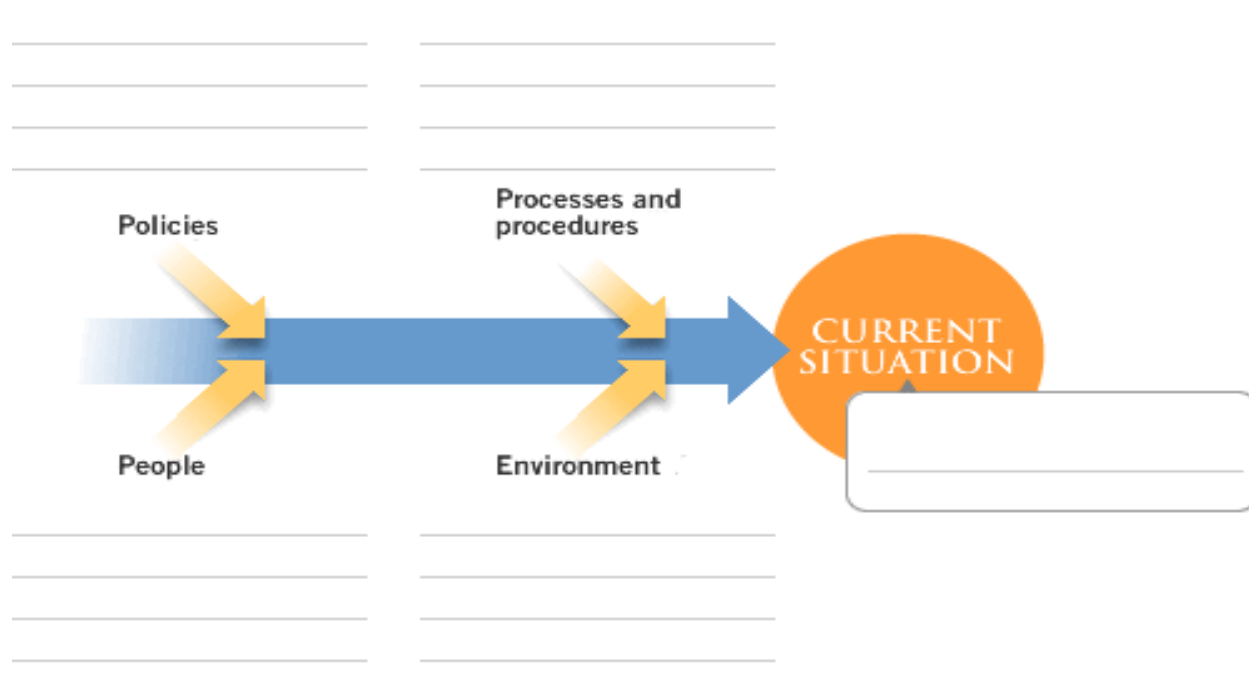 Policies
Processes and
procedures
CURRENT
SITUATION
People
Environment